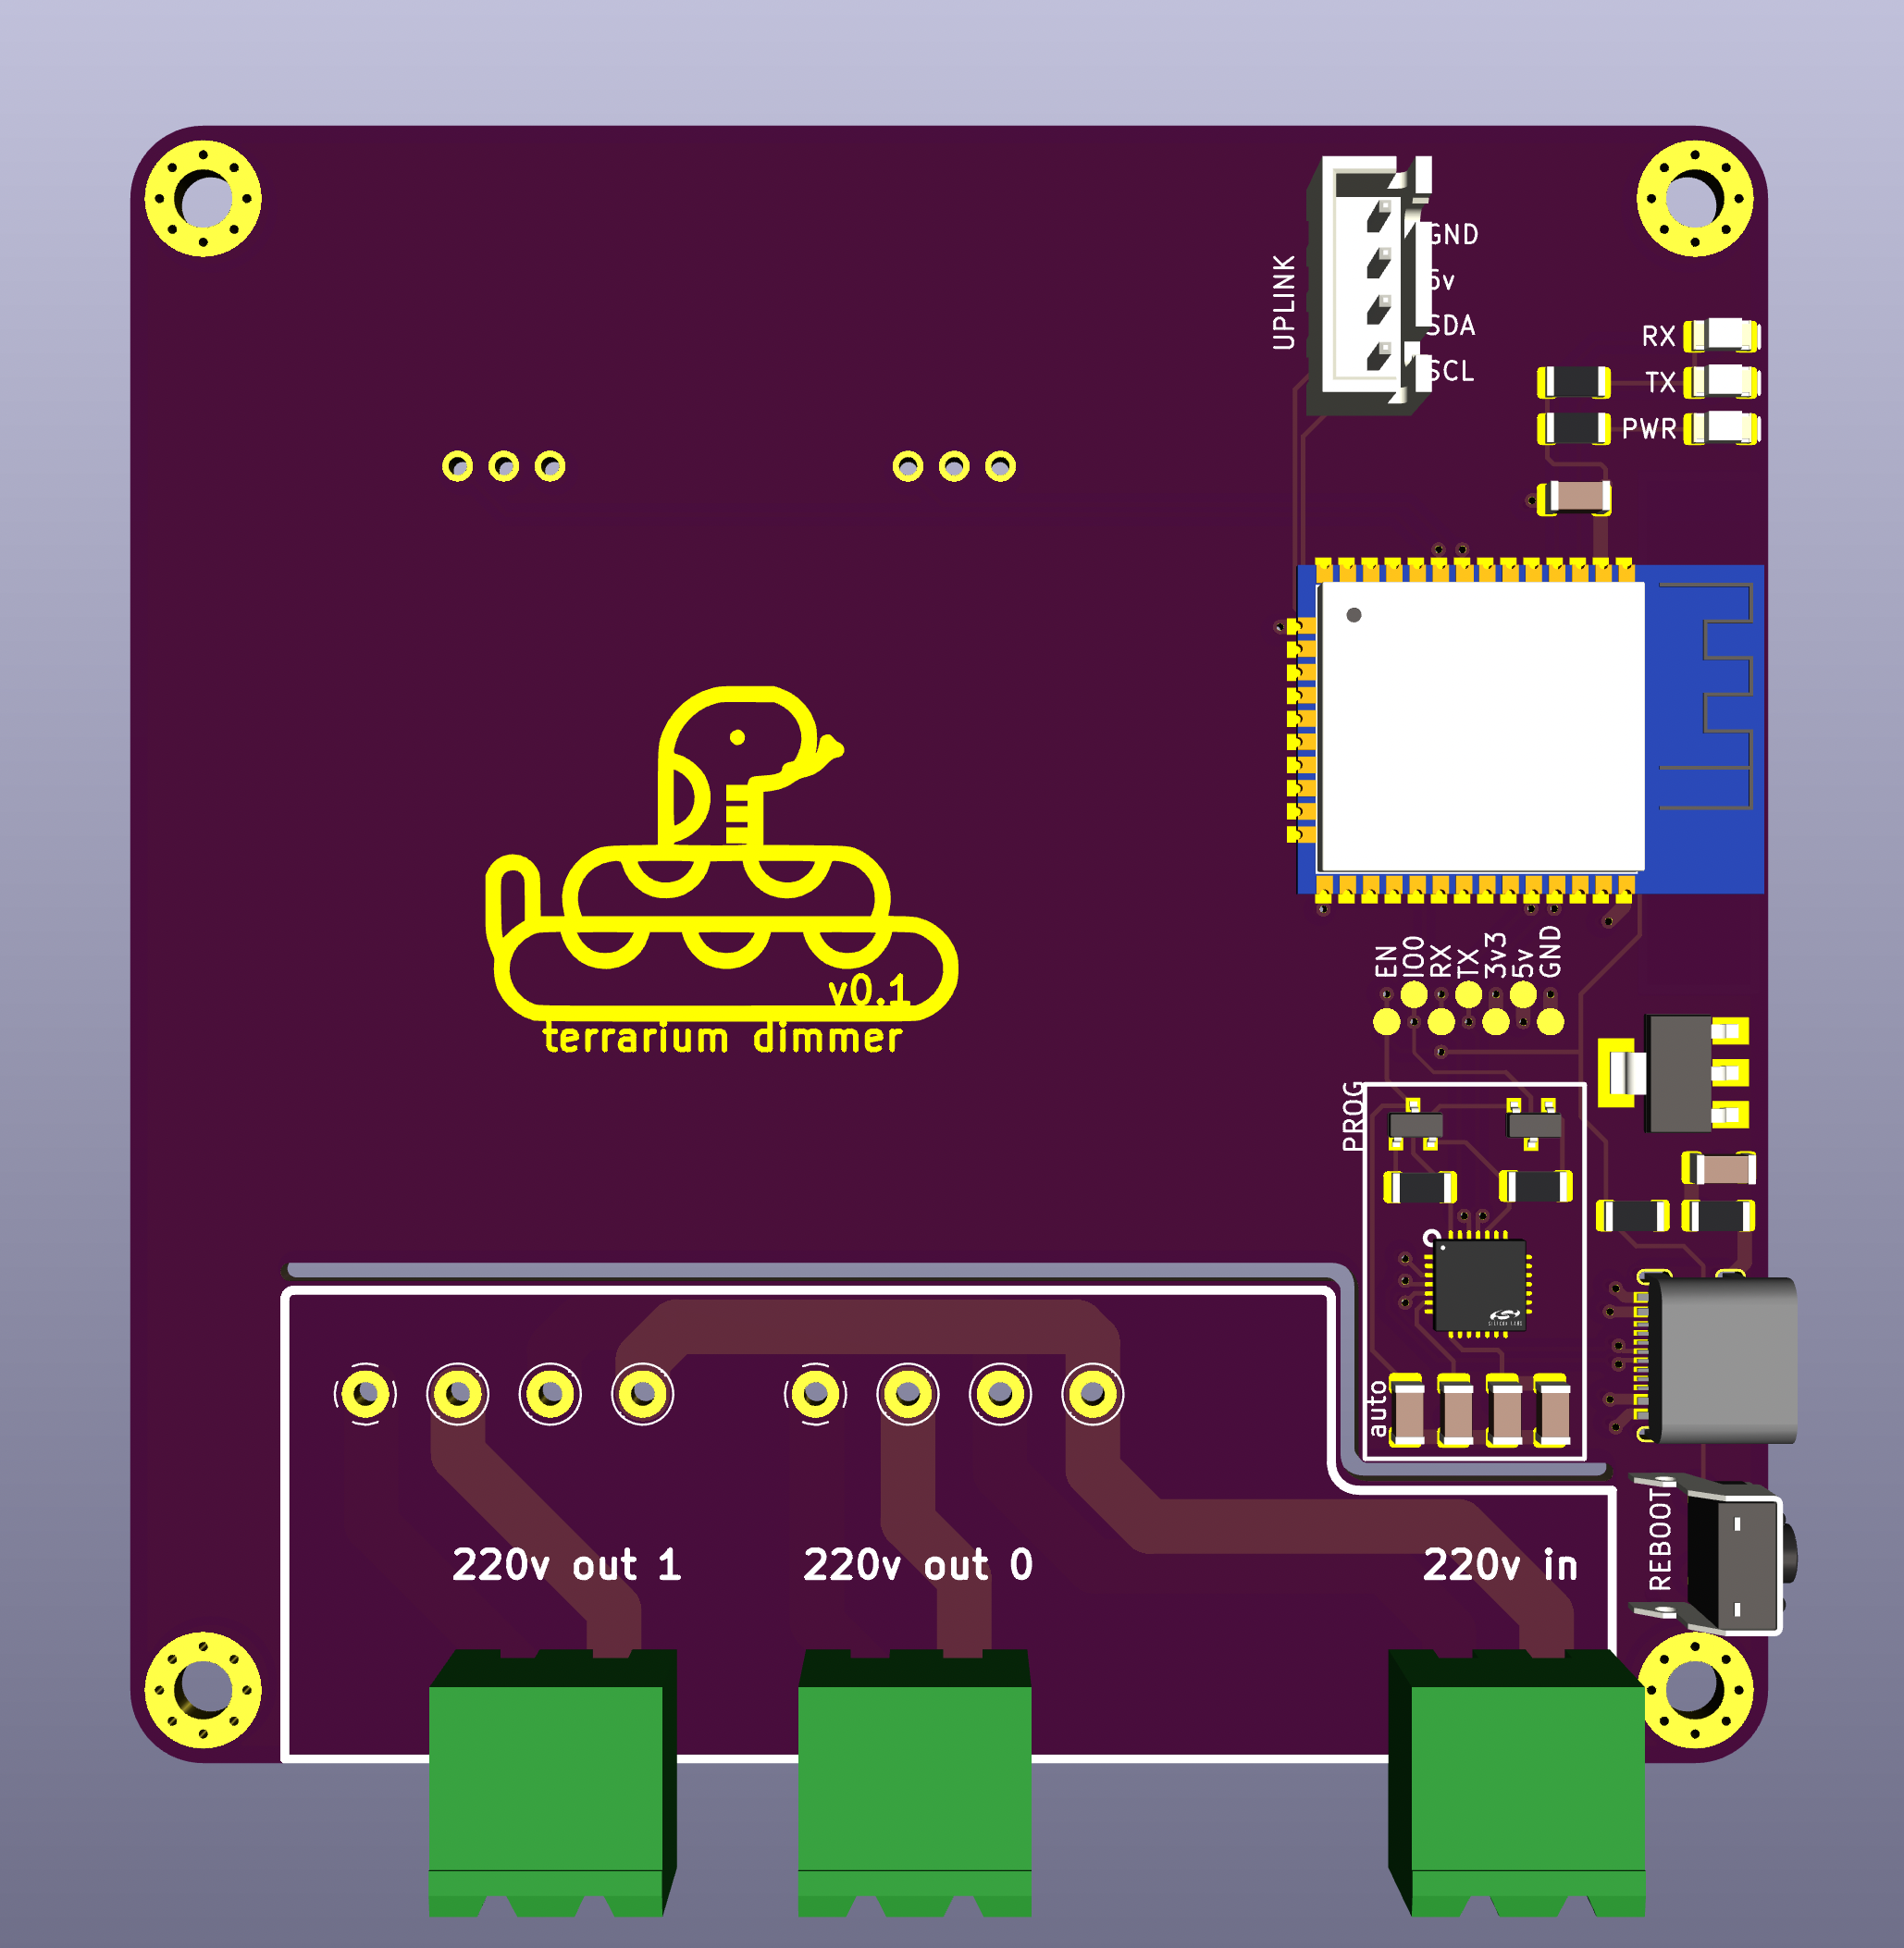 UPLINK
GND
5v
SDA
SCL
RX
TX
PWR
EN
IO0
RX
TX
3v3
5v
GND
v0.1
terrarium dimmer
PROG
auto
REBOOT
220v out 1
220v out 0
220v in